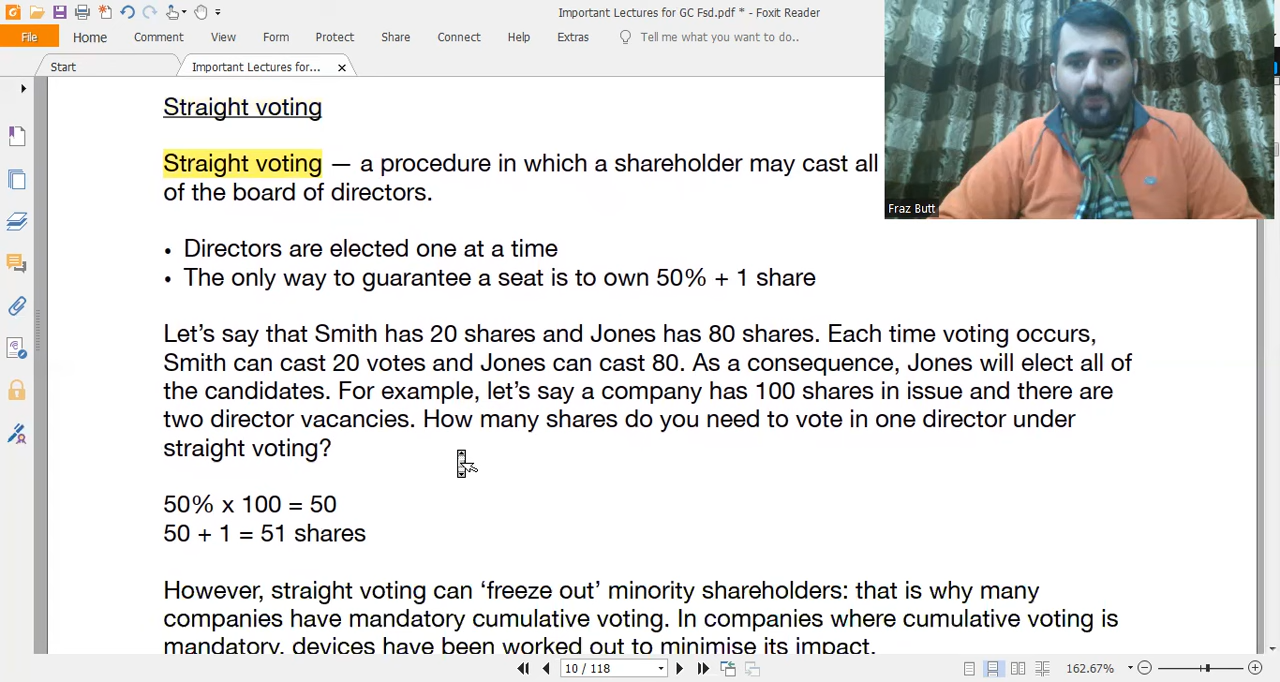 Important Lectures for GC Fsd.pdf * - Foxit Reader
File Home Comment View Form Protect Share Connect Help Extras Tell me what you want to do..
Start Important Lectures for... ×
Straight voting
Straight voting — a procedure in which a shareholder may cast all
of the board of directors.
• Directors are elected one at a time
• The only way to guarantee a seat is to own 50% + 1 share
Let’s say that Smith has 20 shares and Jones has 80 shares. Each time voting occurs,
Smith can cast 20 votes and Jones can cast 80. As a consequence, Jones will elect all of
the candidates. For example, let’s say a company has 100 shares in issue and there are
two director vacancies. How many shares do you need to vote in one director under
straight voting?
50% x 100 = 50
50 + 1 = 51 shares
However, straight voting can ‘freeze out’ minority shareholders: that is why many
companies have mandatory cumulative voting. In companies where cumulative voting is
mandatory, devices have been worked out to minimise its impact.
Fraz Butt
10 / 118
162.67%